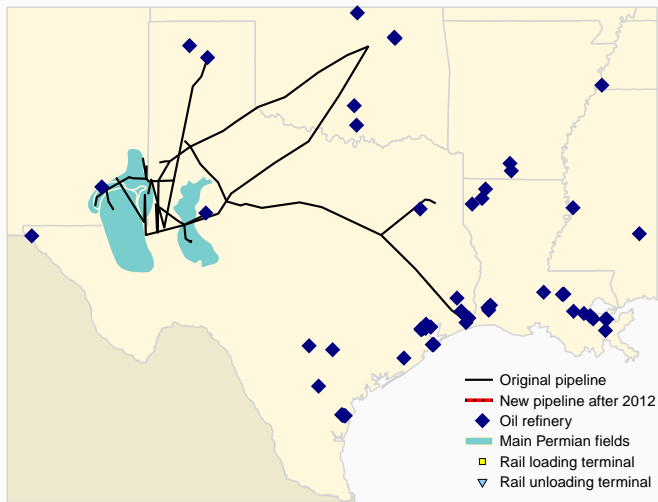 Original pipeline
New pipeline after 2012
Oil refinery
Main Permian fields
Rail loading terminal
Rail unloading terminal